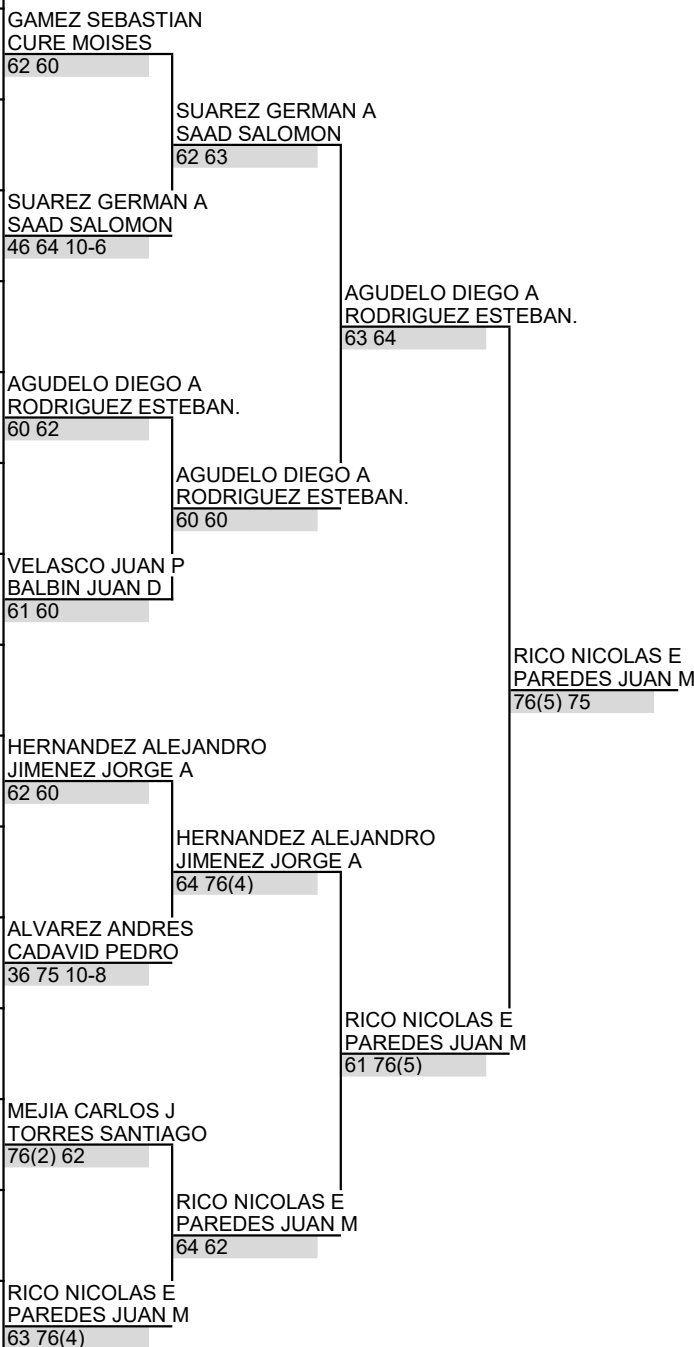 GAMEZ SEBASTIAN
CURE MOISES
62 60
SUAREZ GERMAN A
SAAD SALOMON
62 63
SUAREZ GERMAN A
SAAD SALOMON
46 64 10-6
AGUDELO DIEGO A
RODRIGUEZ ESTEBAN.
63 64
AGUDELO DIEGO A
RODRIGUEZ ESTEBAN.
60 62
AGUDELO DIEGO A
RODRIGUEZ ESTEBAN.
60 60
VELASCO JUAN P
BALBIN JUAN D
61 60
RICO NICOLAS E
PAREDES JUAN M
76(5) 75
HERNANDEZ ALEJANDRO
JIMENEZ JORGE A
62 60
HERNANDEZ ALEJANDRO
JIMENEZ JORGE A
64 76(4)
ALVAREZ ANDRES
CADAVID PEDRO
36 75 10-8
RICO NICOLAS E
PAREDES JUAN M
61 76(5)
MEJIA CARLOS J
TORRES SANTIAGO
76(2) 62
RICO NICOLAS E
PAREDES JUAN M
64 62
RICO NICOLAS E
PAREDES JUAN M
63 76(4)